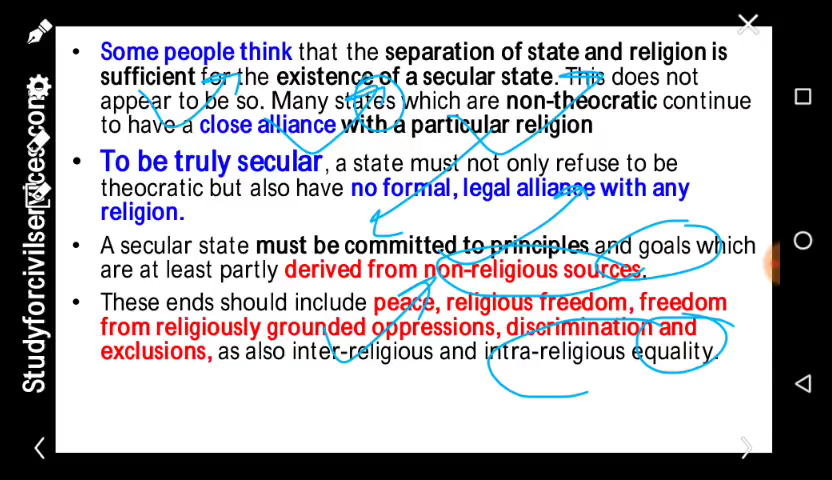 • Some people think that the separation of state and religion is
sufficient for the existence of a secular state. This does not
appear to be so. Many states which are non-theocratic continue
to have a close alliance with a particular religion
• To be truly secular, a state must not only refuse to be
theocratic but also have no formal, legal alliance with any
religion.
• A secular state must be committed to principles and goals which
are at least partly derived from non-religious sources.
• These ends should include peace, religious freedom, freedom
from religiously grounded oppressions, discrimination and
exclusions, as also inter-religious and intra-religious equality.
Studyforcivilservices.com